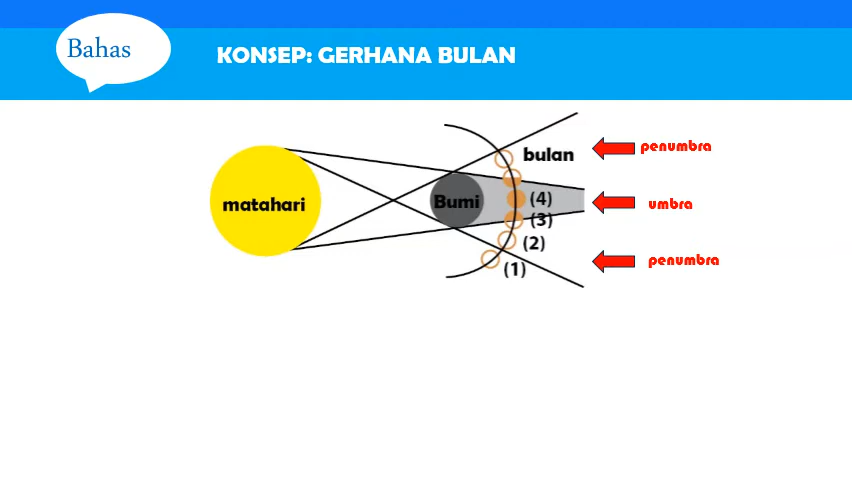 Bahas
KONSEP: GERHANA BULAN
bulan
penumbra
matahari
Bumi
(4)
umbra
(3)
(2)
(1)
penumbra